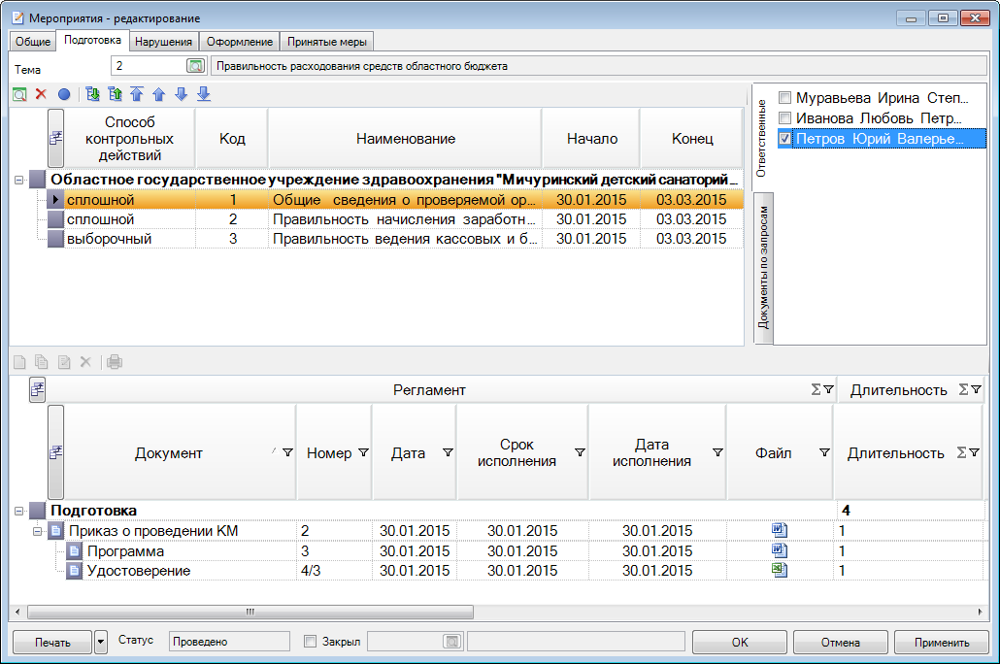 Мероприятия - редактирование
Общие Подготовка Нарушения Оформление Принятые меры
Тема 2 Правильность расходования средств областного бюджета
Способ контрольных действий Код Наименование Начало Конец
Областное государственное учреждение здравоохранения "Мичуринский детский санаторий ...
сплошной 1 Общие сведения о проверяемой ор... 30.01.2015 03.03.2015
сплошной 2 Правильность начисления заработн... 30.01.2015 03.03.2015
выборочный 3 Правильность ведения кассовых и б... 30.01.2015 03.03.2015
Ответственные
Документы по запросам
Муравьева Ирина Степ...
Иванова Любовь Петр...
Петров Юрий Валерье...
Регламент Σ Длительность Σ
Документ Номер Дата Срок исполнения Дата исполнения Файл Длительность Σ
Подготовка 4
Приказ о проведении КМ 2 30.01.2015 30.01.2015 30.01.2015 1
Программа 3 30.01.2015 30.01.2015 30.01.2015 1
Удостоверение 4/3 30.01.2015 30.01.2015 30.01.2015 1
Печать Статус Проведено Закрыл OK Отмена Применить